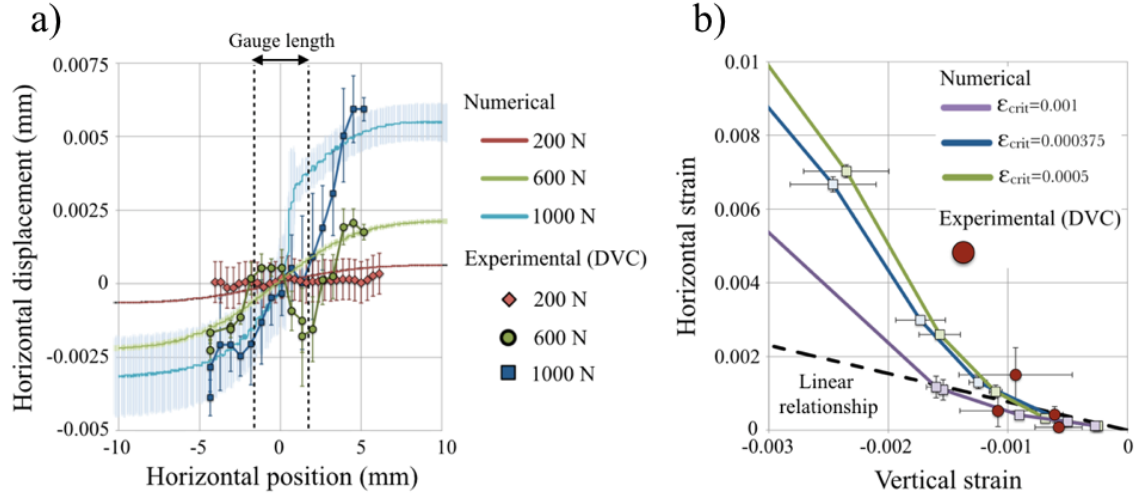 a)
Gauge length
Horizontal displacement (mm)
0.0075
0.005
0.0025
0
-0.0025
-0.005
-10
-5
0
5
10
Horizontal position (mm)
Numerical
200 N
600 N
1000 N
Experimental (DVC)
200 N
600 N
1000 N
b)
Horizontal strain
0.01
0.008
0.006
0.004
0.002
0
-0.003
-0.002
-0.001
0
Vertical strain
Numerical
εcrit=0.001
εcrit=0.000375
εcrit=0.0005
Experimental (DVC)
Linear
relationship